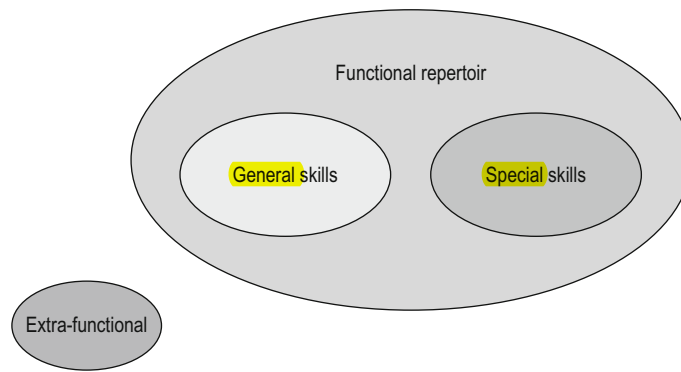 Functional repertoir
General skills
Special skills
Extra-functional